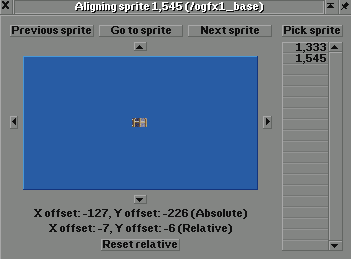 Aligning sprite 1,545 (/ogfx1_base)
Previous sprite Go to sprite Next sprite Pick sprite
1,333
1,545
X offset: -127, Y offset: -226 (Absolute)
X offset: -7, Y offset: -6 (Relative)
Reset relative